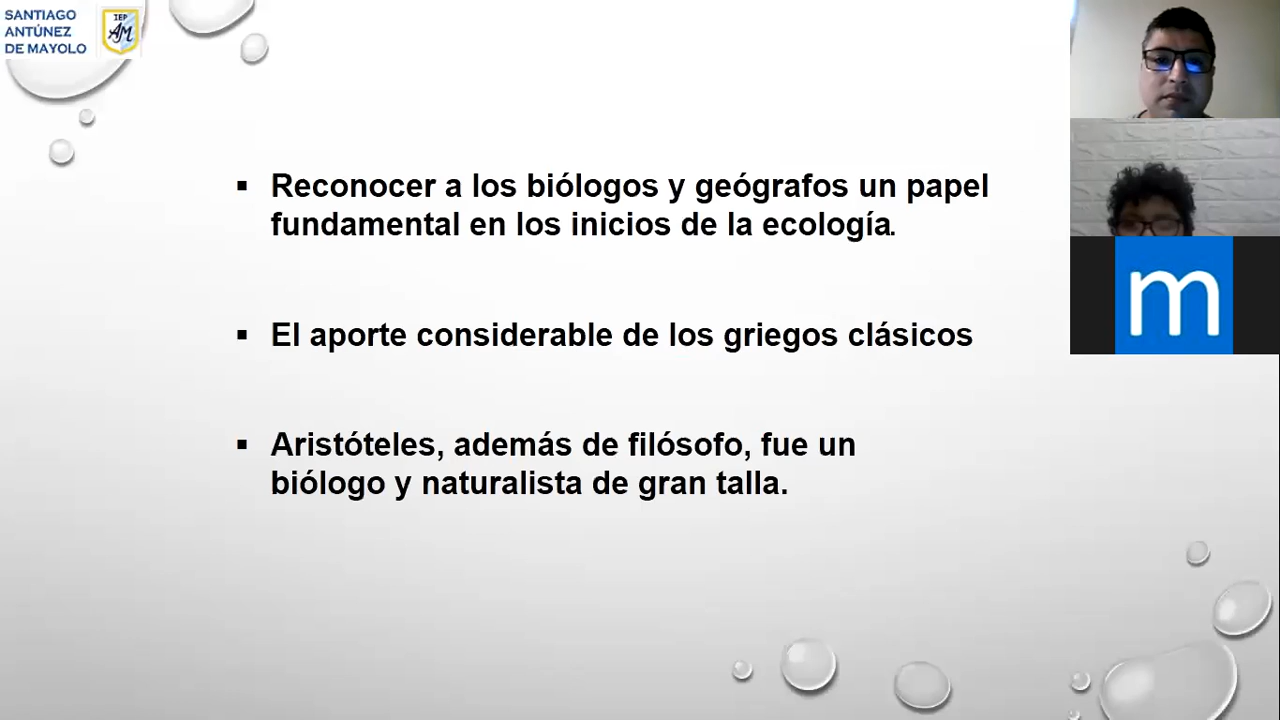 SANTIAGO
ANTÚNEZ
DE MAYOLO
IEP
AM
▪ Reconocer a los biólogos y geógrafos un papel
fundamental en los inicios de la ecología.
▪ El aporte considerable de los griegos clásicos
▪ Aristóteles, además de filósofo, fue un
biólogo y naturalista de gran talla.
m